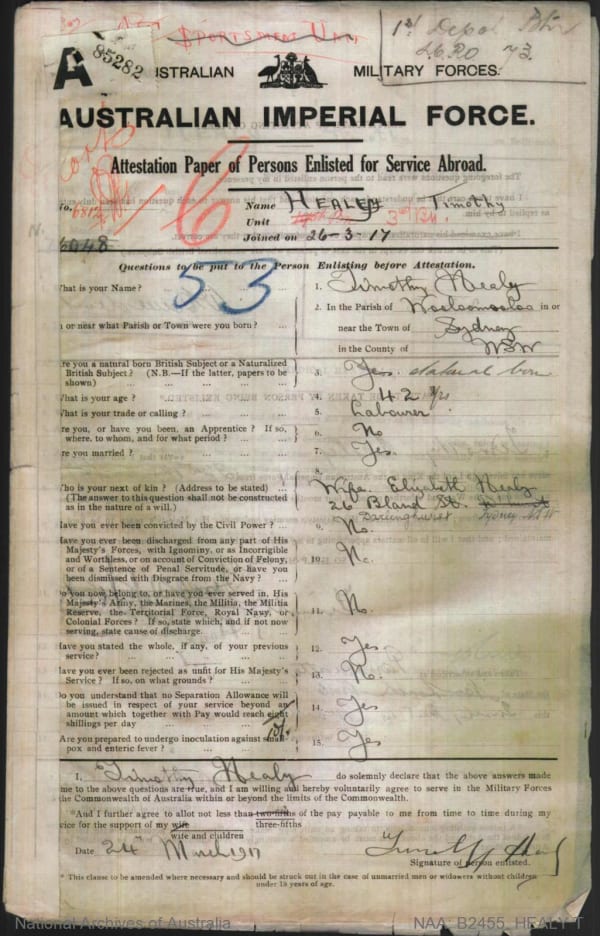 Sportsmens Unit
1st Depot Btn
85282
A
USTRALIAN MILITARY FORCES.
AUSTRALIAN IMPERIAL FORCE.
Attestation Paper of Persons Enlisted for Service Abroad.
No. 6812 Name HEALEY Timothy
Unit 3rd Bn.
Joined on 26-3-17
6
53
Questions to be put to the Person Enlisting before Attestation.
What is your Name? ... 1. Timothy Healy
In or near what Parish or Town were you born? ... 2. In the Parish of Wooloomooloo in or
near the Town of Sydney
in the County of NSW
Are you a natural born British Subject or a Naturalized
British Subject? (N.B.—If the latter, papers to be
shown) 3. Yes. natural born
What is your age? 4. 42 yrs
What is your trade or calling? 5. Labourer
Are you, or have you been, an Apprentice? If so,
where, to whom, and for what period? 6. No
Are you married? 7. Yes.
8.
Who is your next of kin? (Address to be stated) Wife. Elizabeth Healy
(The answer to this question shall not be constructed
as in the nature of a will.) 26 Bland St.
Darlinghurst Sydney NSW
Have you ever been convicted by the Civil Power? 9. No.
Have you ever been discharged from any part of His
Majesty's Forces, with Ignominy, or as Incorrigible
and Worthless, or on account of Conviction of Felony,
or of a Sentence of Penal Servitude, or have you
been dismissed with Disgrace from the Navy? 10. No.
Do you now belong to, or have you ever served in, His
Majesty's Army, the Marines, the Militia, the Militia
Reserve, the Territorial Force, Royal Navy, or
Colonial Forces? If so, state which, and if not now
serving, state cause of discharge. 11. No.
Have you stated the whole, if any, of your previous
service? 12. Yes
Have you ever been rejected as unfit for His Majesty's
Service? If so, on what grounds? 13. No.
Do you understand that no Separation Allowance will
be issued in respect of your service beyond an
amount which together with Pay would reach eight
shillings per day 14. Yes
Are you prepared to undergo inoculation against small
pox and enteric fever? 15. Yes
I, Timothy Healy do solemnly declare that the above answers made
by me to the above questions are true, and I am willing and hereby voluntarily agree to serve in the Military Forces
of the Commonwealth of Australia within or beyond the limits of the Commonwealth.
*And I further agree to allot not less than two-fifths of the pay payable to me from time to time during my
three-fifths
service for the support of my wife
wife and children
Date 24th March 1917
Signature of person enlisted.
* This clause to be amended where necessary and should be struck out in the case of unmarried men or widowers without children
under 18 years of age.
National Archives of Australia NAA: B2455, HEALY T